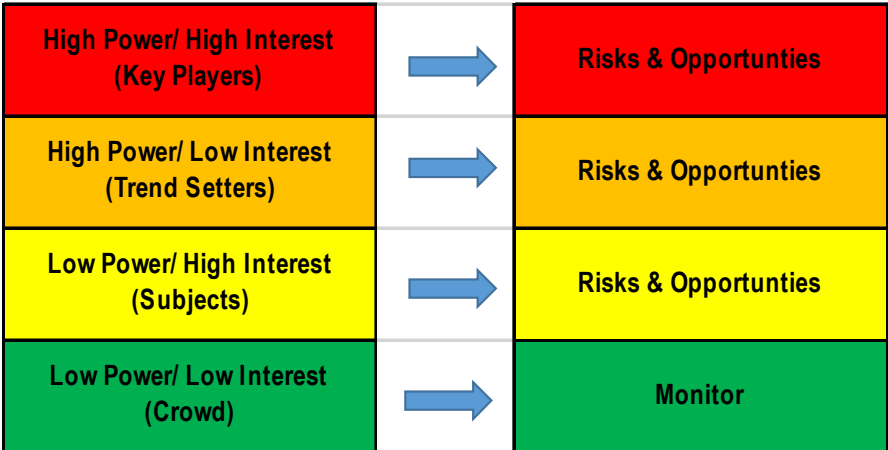 High Power/ High Interest
(Key Players)
Risks & Opportunties
High Power/ Low Interest
(Trend Setters)
Risks & Opportunties
Low Power/ High Interest
(Subjects)
Risks & Opportunties
Low Power/ Low Interest
(Crowd)
Monitor